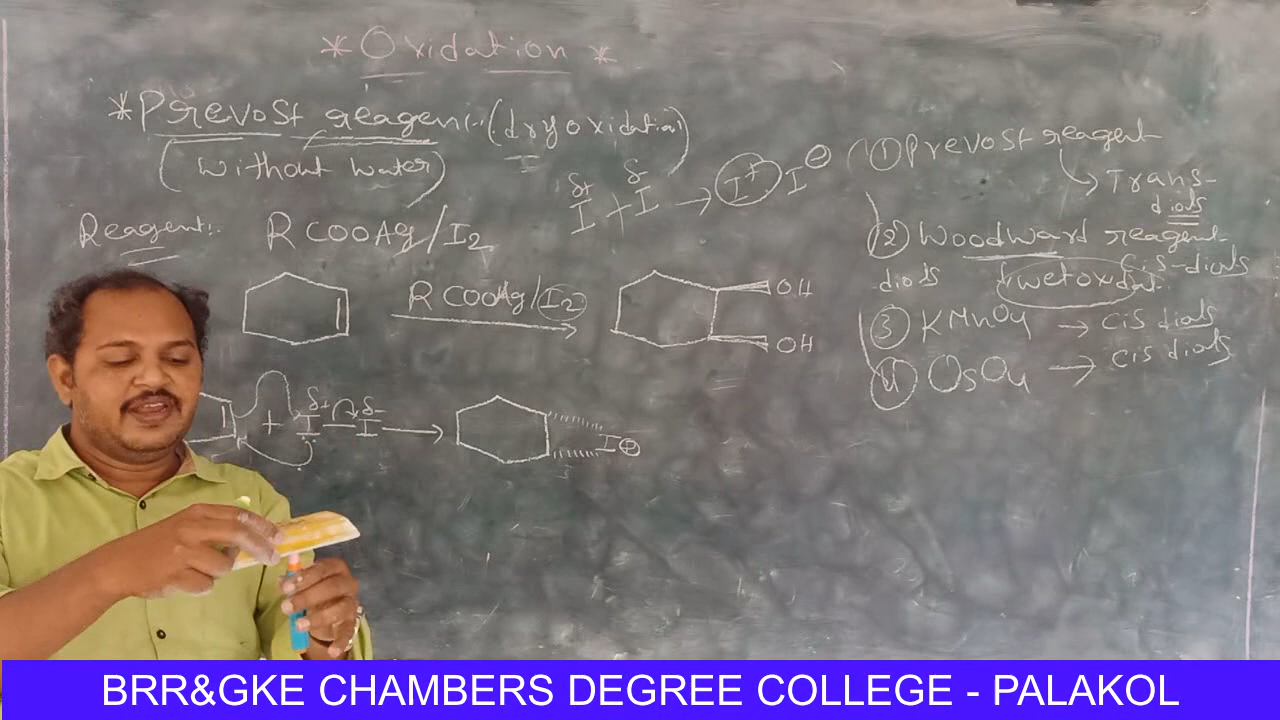 * Oxidation *
* Prevost reagent:. (dry oxidation)
(without water)
δ+ δ-
I + I → I+ I⊖
Reagent:. RCOOAg/I2
RCOOAg/I2
OH
OH
+ δ+ δ-
I — I → I⊕
① Prevost reagent
→ Trans-
diols
② Woodward reagent-
cis-diols
diols
③ KMnO4 → cis diols
④ OsO4 → cis diols
BRR&GKE CHAMBERS DEGREE COLLEGE - PALAKOL